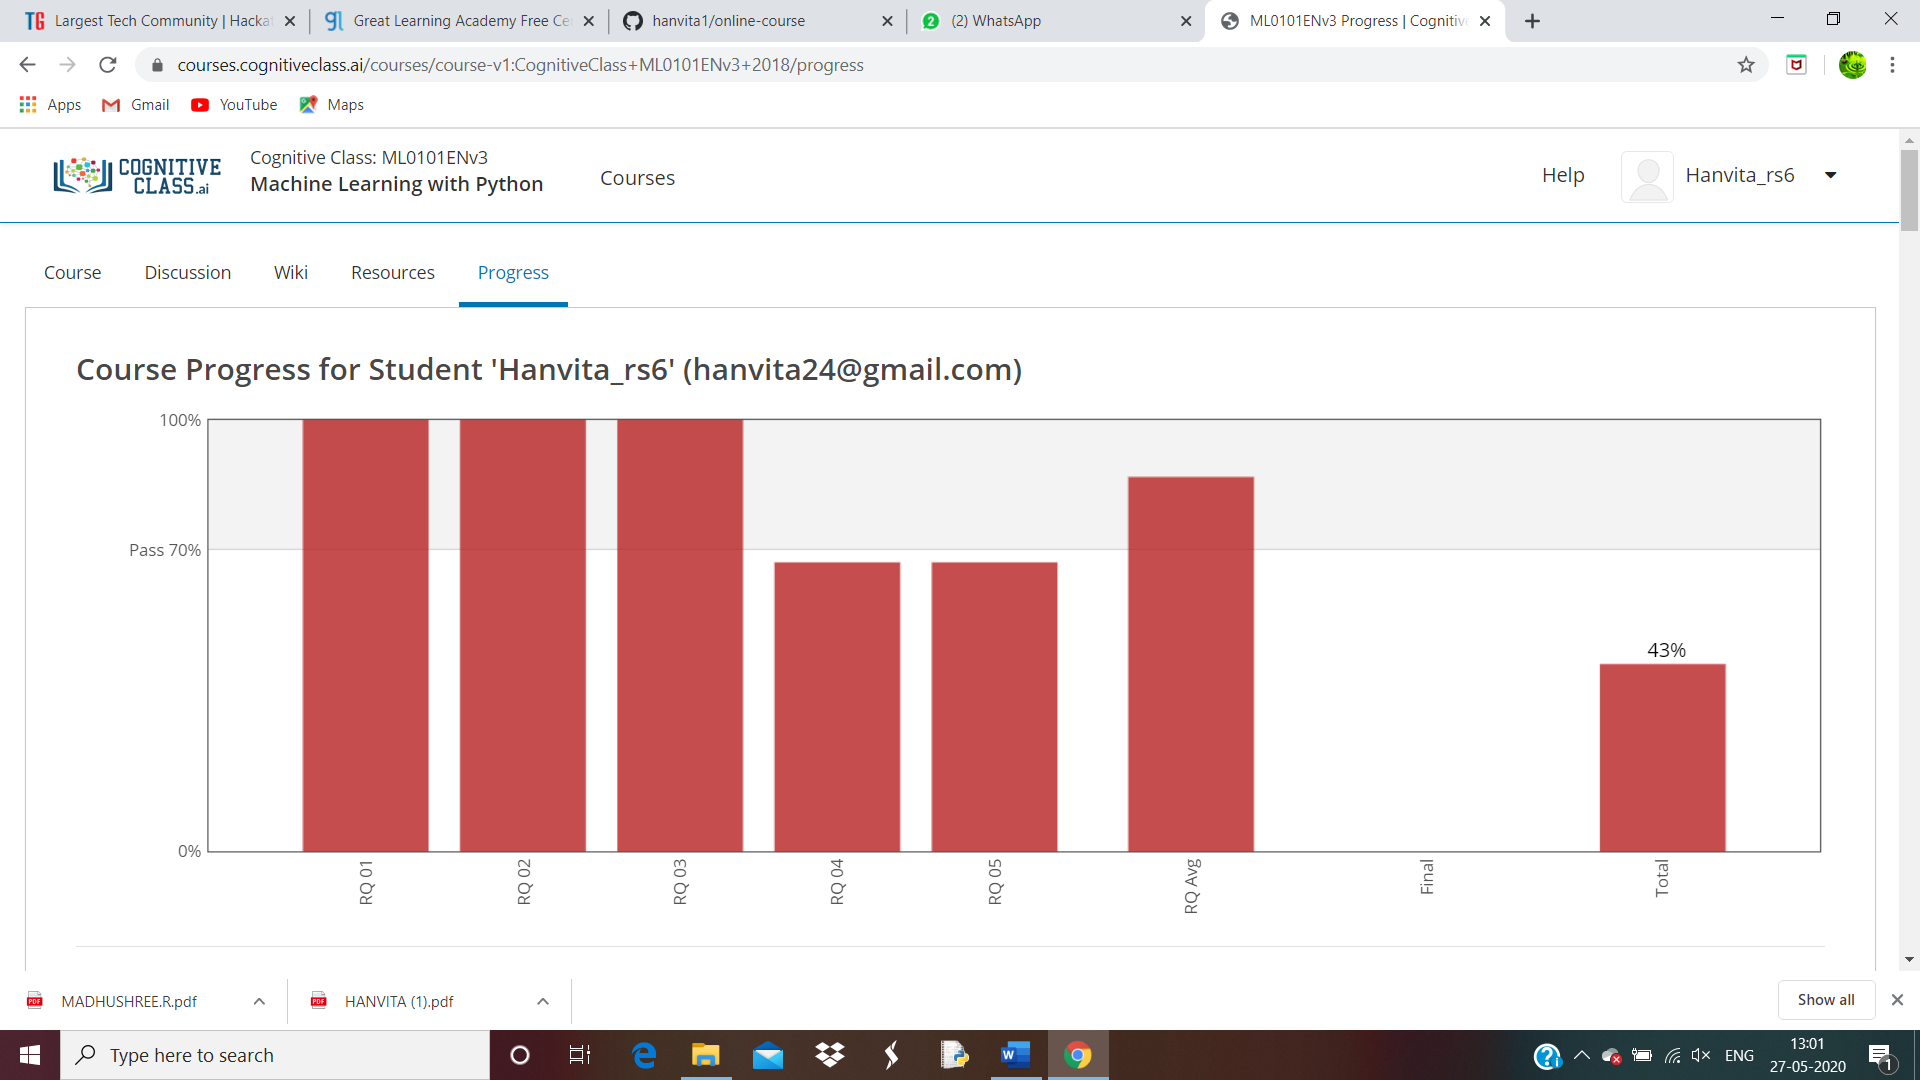 Largest Tech Community | Hacka
Great Learning Academy Free Ce
hanvita1/online-course
(2) WhatsApp
ML0101ENv3 Progress | Cognitive
courses.cognitiveclass.ai/courses/course-v1:CognitiveClass+ML0101ENv3+2018/progress
Apps
Gmail
YouTube
Maps
COGNITIVE
CLASS.ai
Cognitive Class: ML0101ENv3
Machine Learning with Python
Courses
Help
Hanvita_rs6
Course
Discussion
Wiki
Resources
Progress
Course Progress for Student 'Hanvita_rs6' (hanvita24@gmail.com)
100%
Pass 70%
0%
43%
RQ 01
RQ 02
RQ 03
RQ 04
RQ 05
RQ Avg
Final
Total
MADHUSHREE.R.pdf
HANVITA (1).pdf
Show all
Type here to search
ENG
13:01
27-05-2020
1